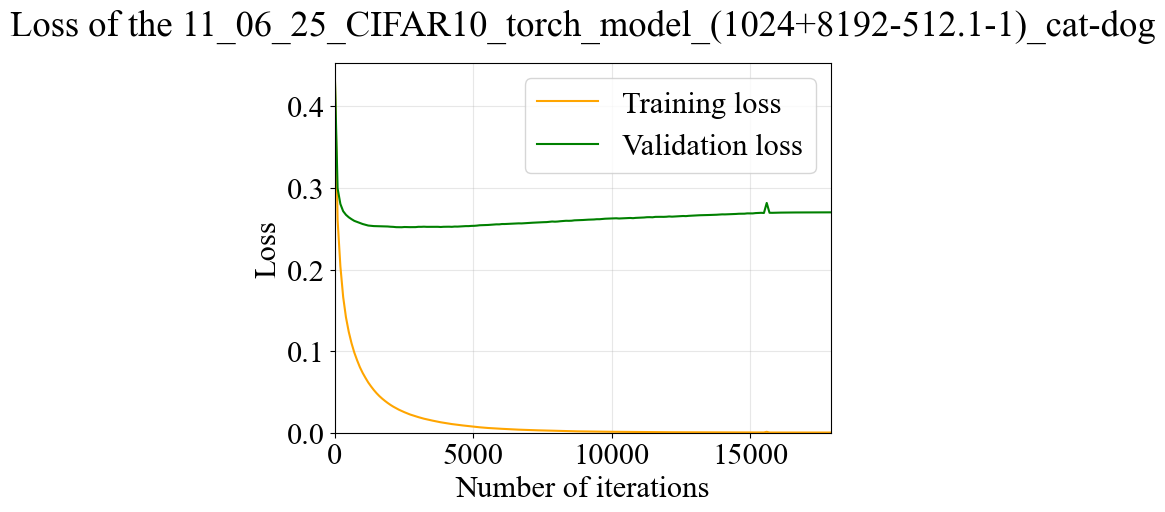 Loss of the 11_06_25_CIFAR10_torch_model_(1024+8192-512.1-1)_cat-dog
Training loss
Validation loss
Loss
0.4
0.3
0.2
0.1
0.0
0 5000 10000 15000
Number of iterations